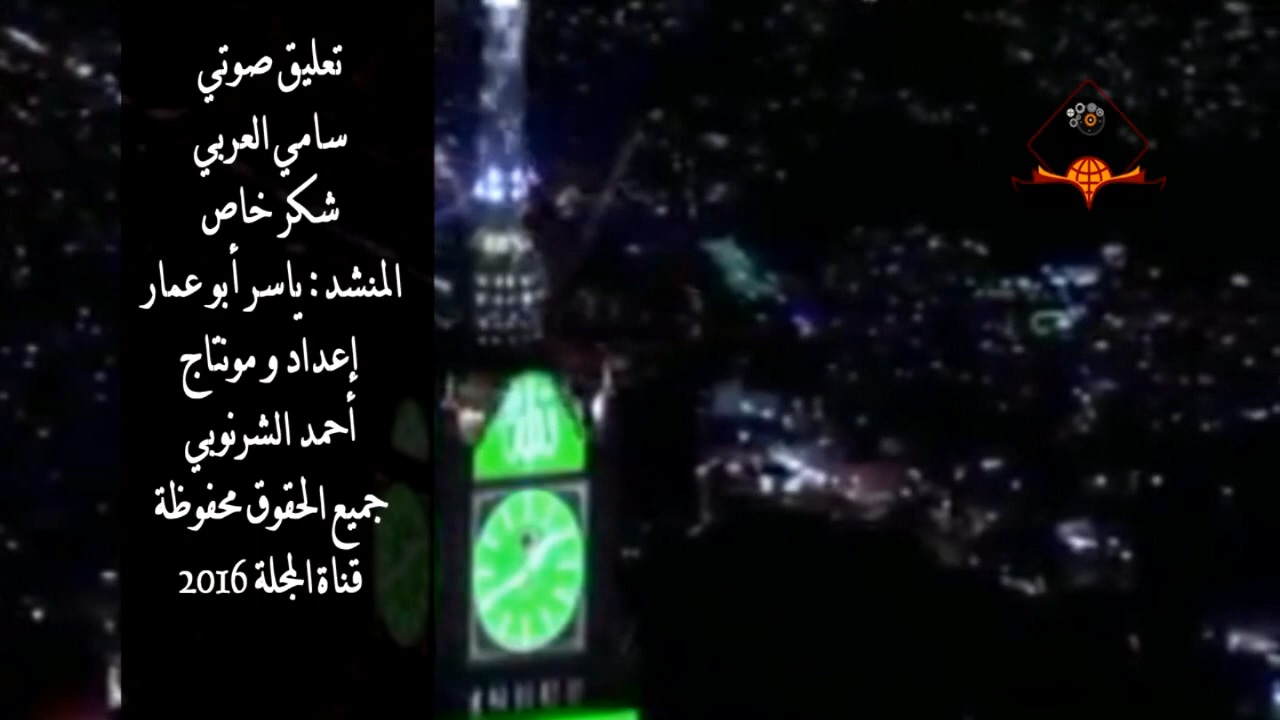 تعليق صوتي
سامي العربي
شكر خاص
المنشد : ياسر أبو عمار
إعداد و مونتاج
أحمد الشرنوبي
جميع الحقوق محفوظة
قناة المجلة 2016
الله